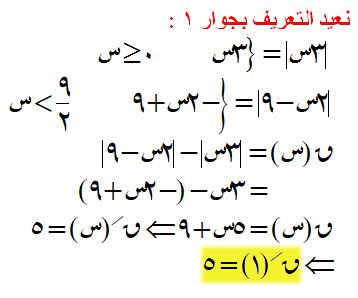 نعيد التعريف بجوار ١ :
|٣س| = {٣س ٠ ≤ س
|٢س − ٩| = {−٢س + ٩ ٩/٢ > س
ق(س) = |٣س| − |٢س − ٩|
= ٣س − (−٢س + ٩)
ق(س) = ٥س + ٩ ⇐ ق′(س) = ٥
⇐ ق′(١) = ٥